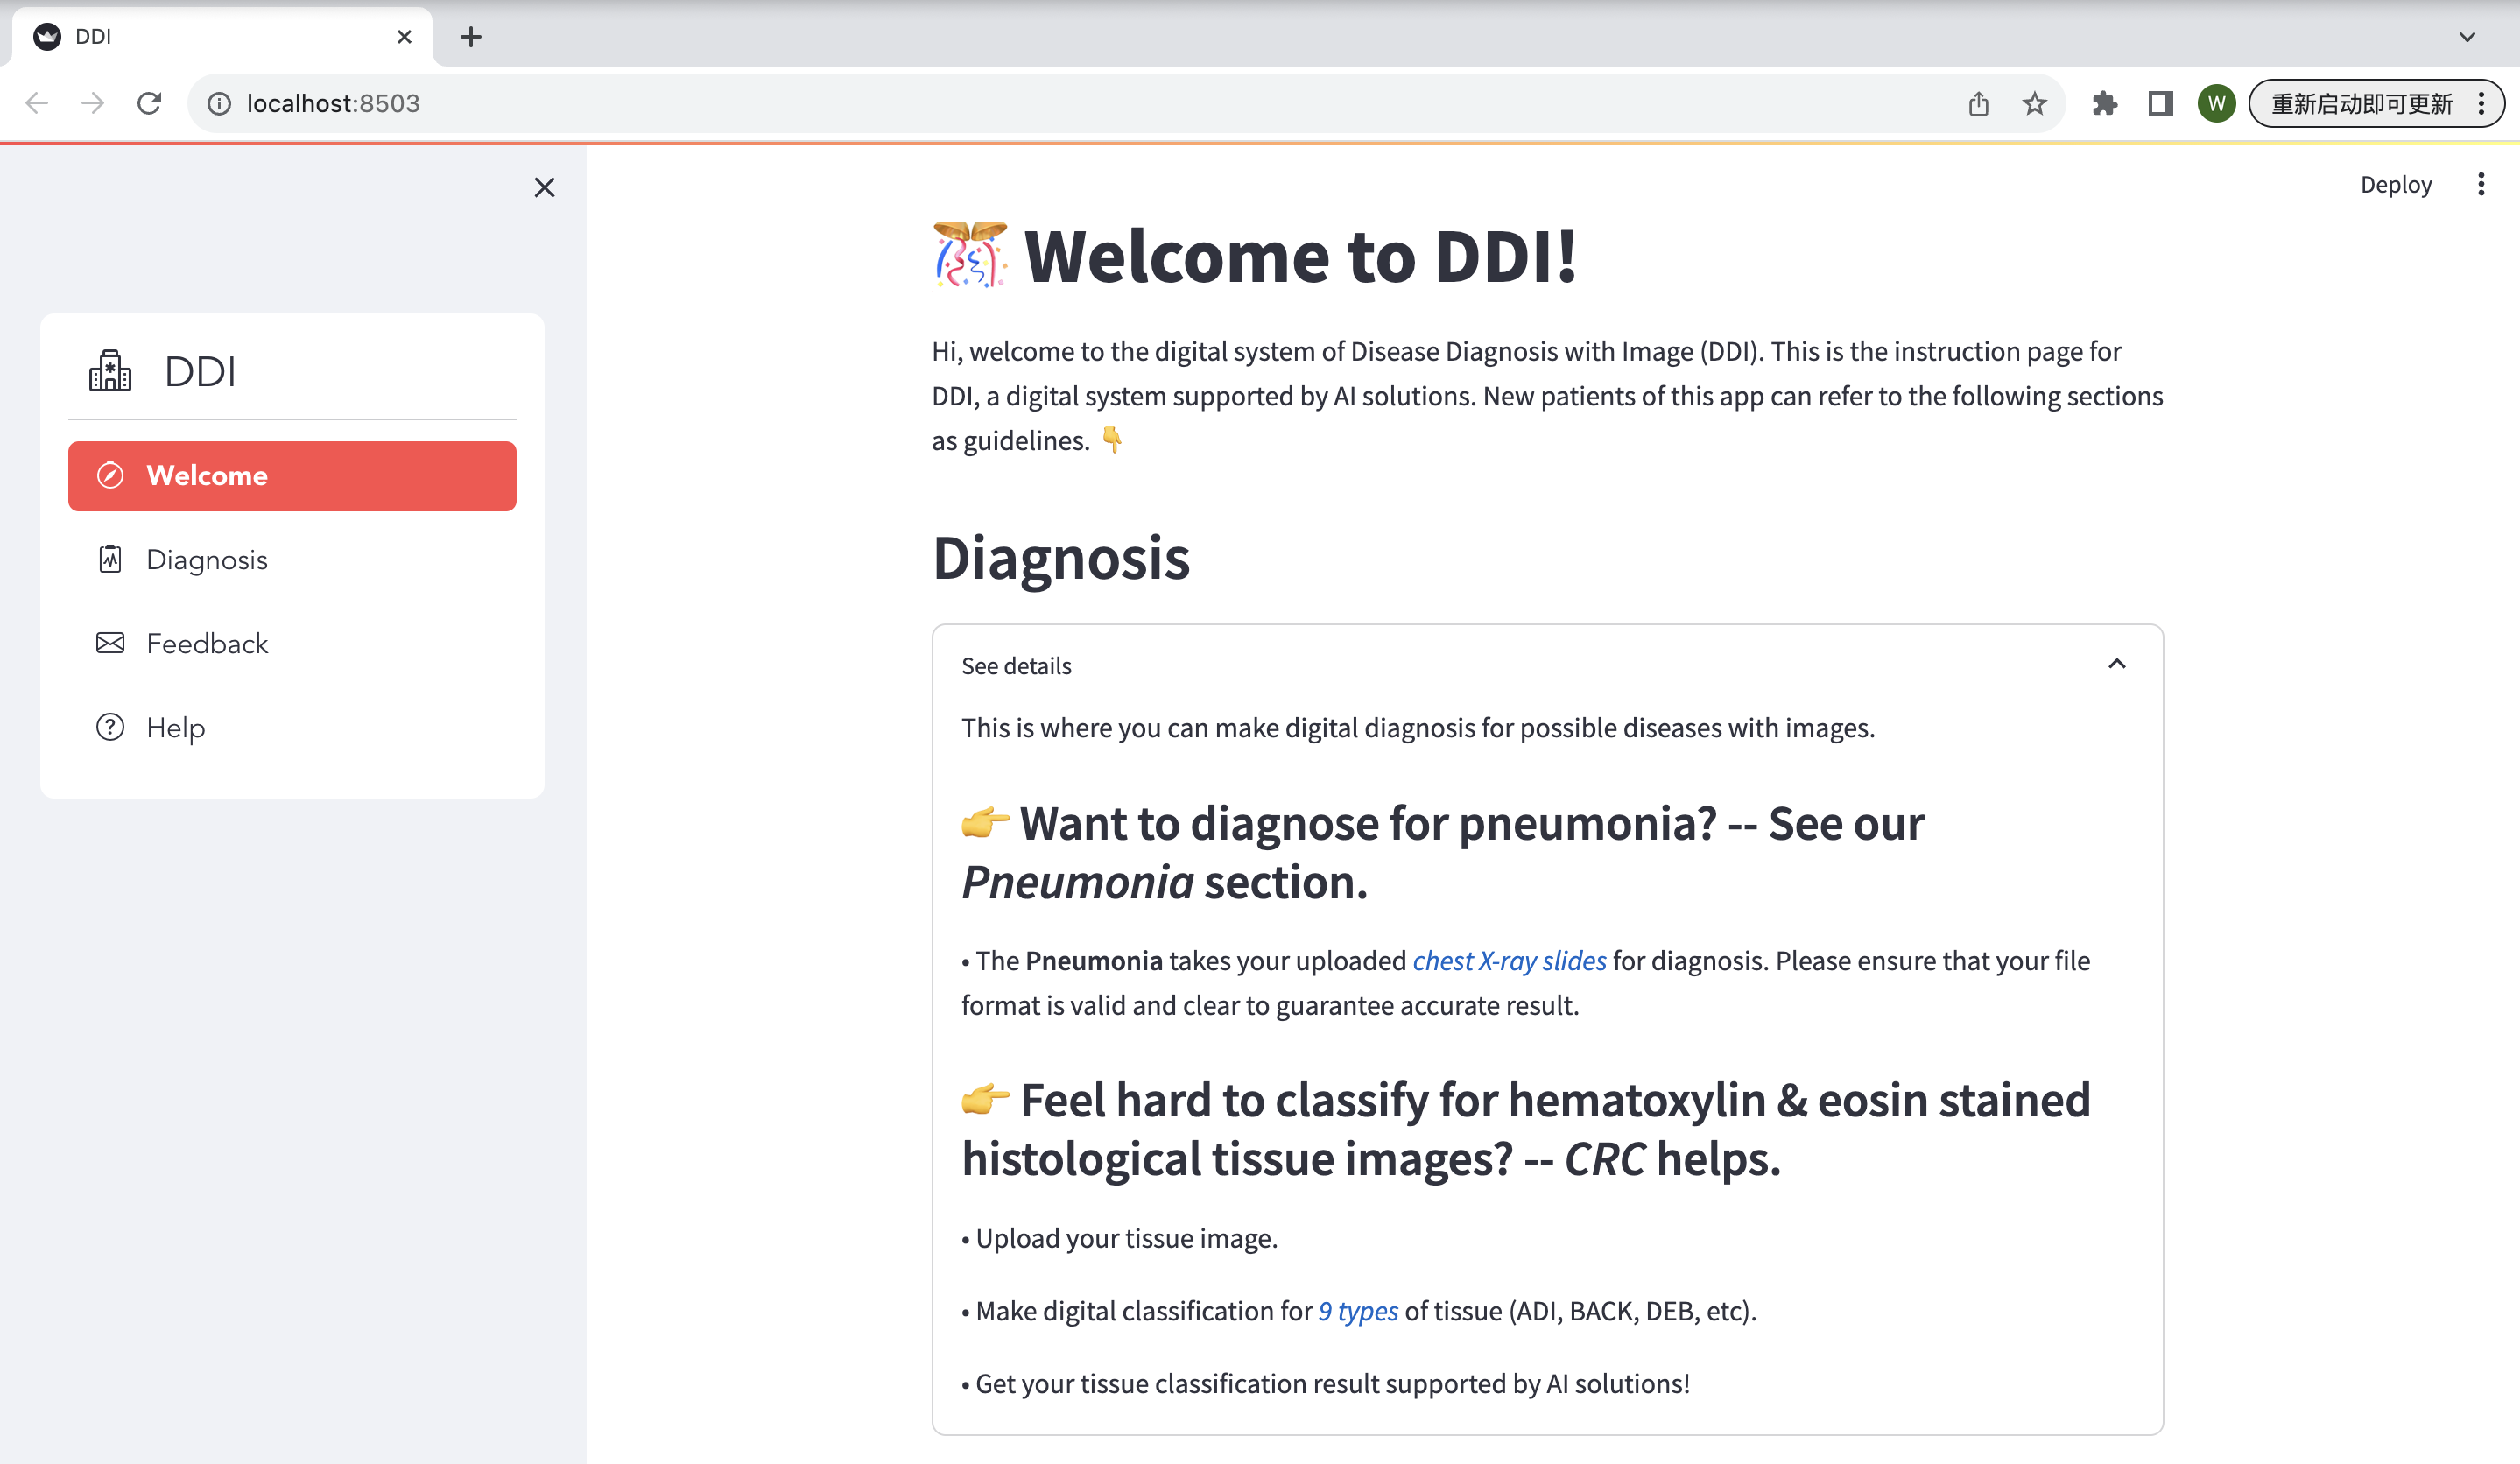 DDI
localhost:8503
W
重新启动即可更新
Deploy
DDI
Welcome
Diagnosis
Feedback
Help
Welcome to DDI!
Hi, welcome to the digital system of Disease Diagnosis with Image (DDI). This is the instruction page for
DDI, a digital system supported by AI solutions. New patients of this app can refer to the following sections
as guidelines.
Diagnosis
See details
This is where you can make digital diagnosis for possible diseases with images.
Want to diagnose for pneumonia? -- See our
Pneumonia section.
• The Pneumonia takes your uploaded chest X-ray slides for diagnosis. Please ensure that your file
format is valid and clear to guarantee accurate result.
Feel hard to classify for hematoxylin & eosin stained
histological tissue images? -- CRC helps.
• Upload your tissue image.
• Make digital classification for 9 types of tissue (ADI, BACK, DEB, etc).
• Get your tissue classification result supported by AI solutions!